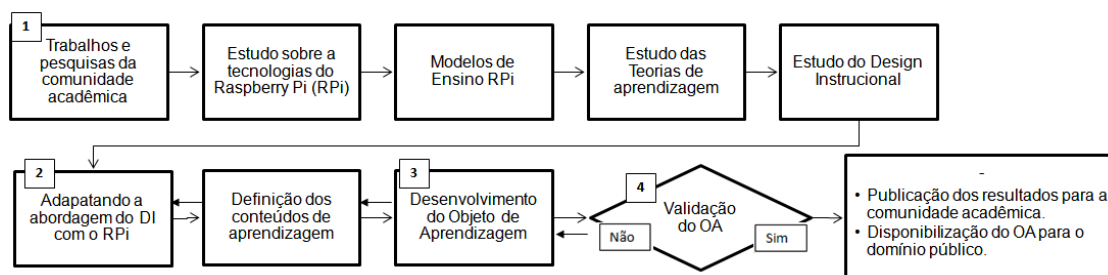 1
Trabalhos e
pesquisas da
comunidade
acadêmica
Estudo sobre a
tecnologias do
Raspberry Pi (RPi)
Modelos de
Ensino RPi
Estudo das
Teorias de
aprendizagem
Estudo do Design
Instrucional
2
Adapatando a
abordagem do DI
com o RPi
Definição dos
conteúdos de
aprendizagem
3
Desenvolvimento
do Objeto de
Aprendizagem
4
Validação
do OA
Não
Sim
-
• Publicação dos resultados para a
comunidade acadêmica.
• Disponibilização do OA para o
domínio público.